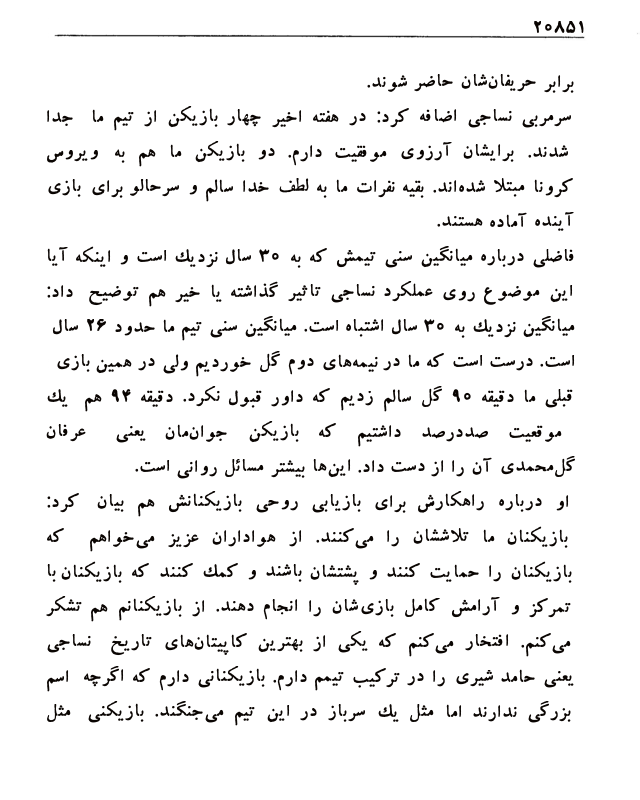 ۲۰۸۵۱
برابر حریفان‌شان حاضر شوند.
سرمربی نساجی اضافه کرد: در هفته اخیر چهار بازیکن از تیم ما جدا
شدند. برایشان آرزوی موفقیت دارم. دو بازیکن ما هم به ویروس
کرونا مبتلا شده‌اند. بقیه نفرات ما به لطف خدا سالم و سرحالو برای بازی
آینده آماده هستند.
فاضلی درباره میانگین سنی تیمش که به ۳۰ سال نزدیك است و اینکه آیا
این موضوع روی عملکرد نساجی تاثیر گذاشته یا خیر هم توضیح داد:
میانگین نزدیك به ۳۰ سال اشتباه است. میانگین سنی تیم ما حدود ۲۶ سال
است. درست است که ما در نیمه‌های دوم گل خوردیم ولی در همین بازی
قبلی ما دقیقه ۹۰ گل سالم زدیم که داور قبول نکرد. دقیقه ۹۴ هم یك
موقعیت صددرصد داشتیم که بازیکن جوان‌مان یعنی عرفان
گل‌محمدی آن را از دست داد. این‌ها بیشتر مسائل روانی است.
او درباره راهکارش برای بازیابی روحی بازیکنانش هم بیان کرد:
بازیکنان ما تلاششان را می‌کنند. از هواداران عزیز می‌خواهم که
بازیکنان را حمایت کنند و پشتشان باشند و کمك کنند که بازیکنان با
تمرکز و آرامش کامل بازی‌شان را انجام دهند. از بازیکنانم هم تشکر
می‌کنم. افتخار می‌کنم که یکی از بهترین کاپیتان‌های تاریخ نساجی
یعنی حامد شیری را در ترکیب تیمم دارم. بازیکنانی دارم که اگرچه اسم
بزرگی ندارند اما مثل یك سرباز در این تیم می‌جنگند. بازیکنی مثل